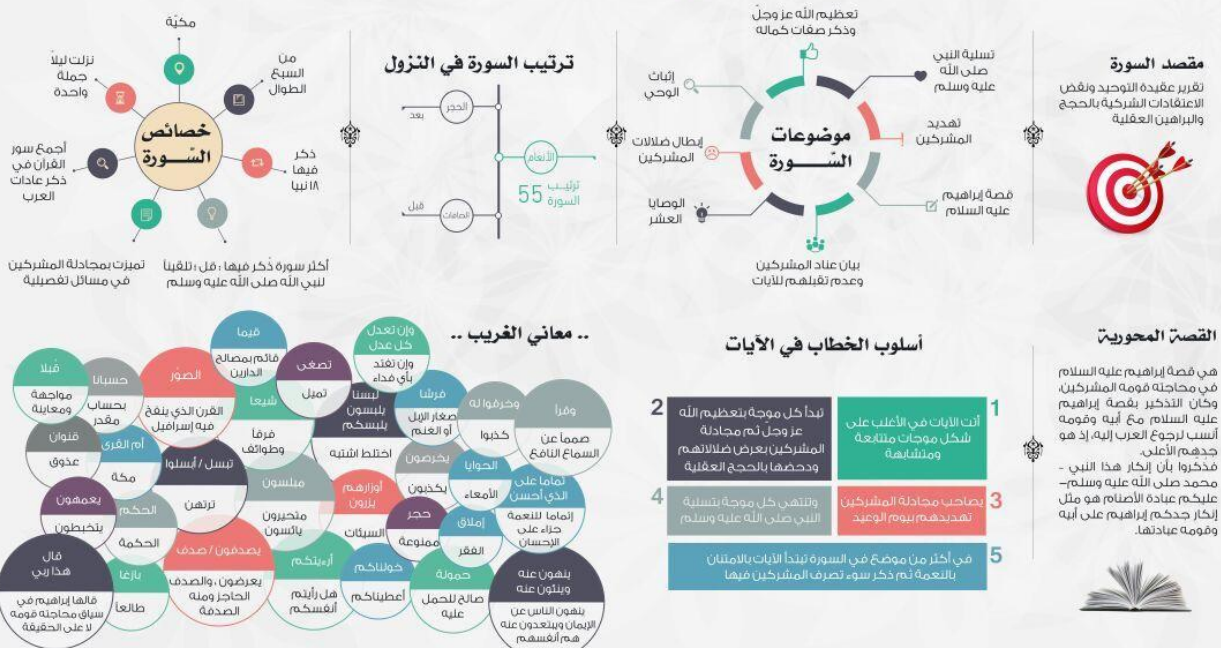 مقصد السورة
تقرير عقيدة التوحيد ونقض
الاعتقادات الشركية بالحجج
والبراهين العقلية
موضوعات
السّورة
تعظيم الله عز وجل
وذكر صفات كماله
تسلية النبي
صلى الله
عليه وسلم
تهديد
المشركين
قصة إبراهيم
عليه السلام
بيان عناد المشركين
وعدم تقبلهم للآيات
الوصايا
العشر
إبطال ضلالات
المشركين
إثبات
الوحي
ترتيب السورة في النزول
الحجر
بعد
الأنعام
ترتيب
السورة 55
الصافات
قبل
خصائص
السّورة
مكيّة
من
السبع
الطوال
ذكر
فيها
١٨ نبيا
أكثر سورة ذكر فيها : قل ؛ تلقينا
لنبي الله صلى الله عليه وسلم
تميزت بمجادلة المشركين
في مسائل تفصيلية
أجمع سور
القرآن في
ذكر عادات
العرب
نزلت ليلا
جملة
واحدة
القصة المحورية
هي قصة إبراهيم عليه السلام
في محاجته قومه المشركين،
وكان التذكير بقصة إبراهيم
عليه السلام مع أبيه وقومه
أنسب لرجوع العرب إليه، إذ هو
جدهم الأعلى.
فذكروا بأن إنكار هذا النبي -
محمد صلى الله عليه وسلم–
عليكم عبادة الأصنام هو مثل
إنكار جدكم إبراهيم على أبيه
وقومه عبادتها.
أسلوب الخطاب في الآيات
1
أتت الآيات في الأغلب على
شكل موجات متتابعة
ومتشابهة
2
تبدأ كل موجة بتعظيم الله
عز وجل ثم مجادلة
المشركين بعرض ضلالاتهم
ودحضها بالحجج العقلية
3
يصاحب مجادلة المشركين
تهديدهم بيوم الوعيد
4
وتنتهي كل موجة بتسلية
النبي صلى الله عليه وسلم
5
في أكثر من موضع في السورة تبتدأ الآيات بالامتنان
بالنعمة ثم ذكر سوء تصرف المشركين فيها
.. معاني الغريب ..
وإن تعدل
كل عدل
وإن تفتد
بأي فداء
قيما
قائم بمصالح
الدارين
تصغى
تميل
الصوّر
القرن الذي ينفخ
فيه إسرافيل
حسبانا
بحساب
مقدر
قُبلا
مواجهة
ومعاينة
وقرأ
صمما عن
السماع النافع
وخرقوا له
كذبوا
فرشا
صغار الإبل
أو الغنم
لبسنا
يلبسون
يلبسكم
اختلط اشتبه
شيعا
فرقا
وطوائف
أم القرى
مكة
قنوان
عذوق
تبسل / أبسلوا
ترتهن
يخرصون
يكذبون
الحوايا
الأمعاء
تماما على
الذي أحسن
إتماما للنعمة
جزاء على
الإحسان
مبلسون
متحيرون
يائسون
أوزارهم
يزرون
السيئات
حجر
ممنوعة
إملاق
الفقر
الحكم
الحكمة
يعمهون
يتخبطون
يصدفون / صدف
يعرضون ، والصدف
الحاجز ومنه
الصدفة
أرءيتكم
هل رأيتم
أنفسكم
خولناكم
أعطيناكم
حمولة
صالح للحمل
عليه
ينهون عنه
وينئون عنه
ينهون الناس عن
الإيمان ويبتعدون عنه
هم أنفسهم
بازغا
طالعا
قال
هذا ربي
قالها إبراهيم في
سياق محاجته قومه
لا على الحقيقة